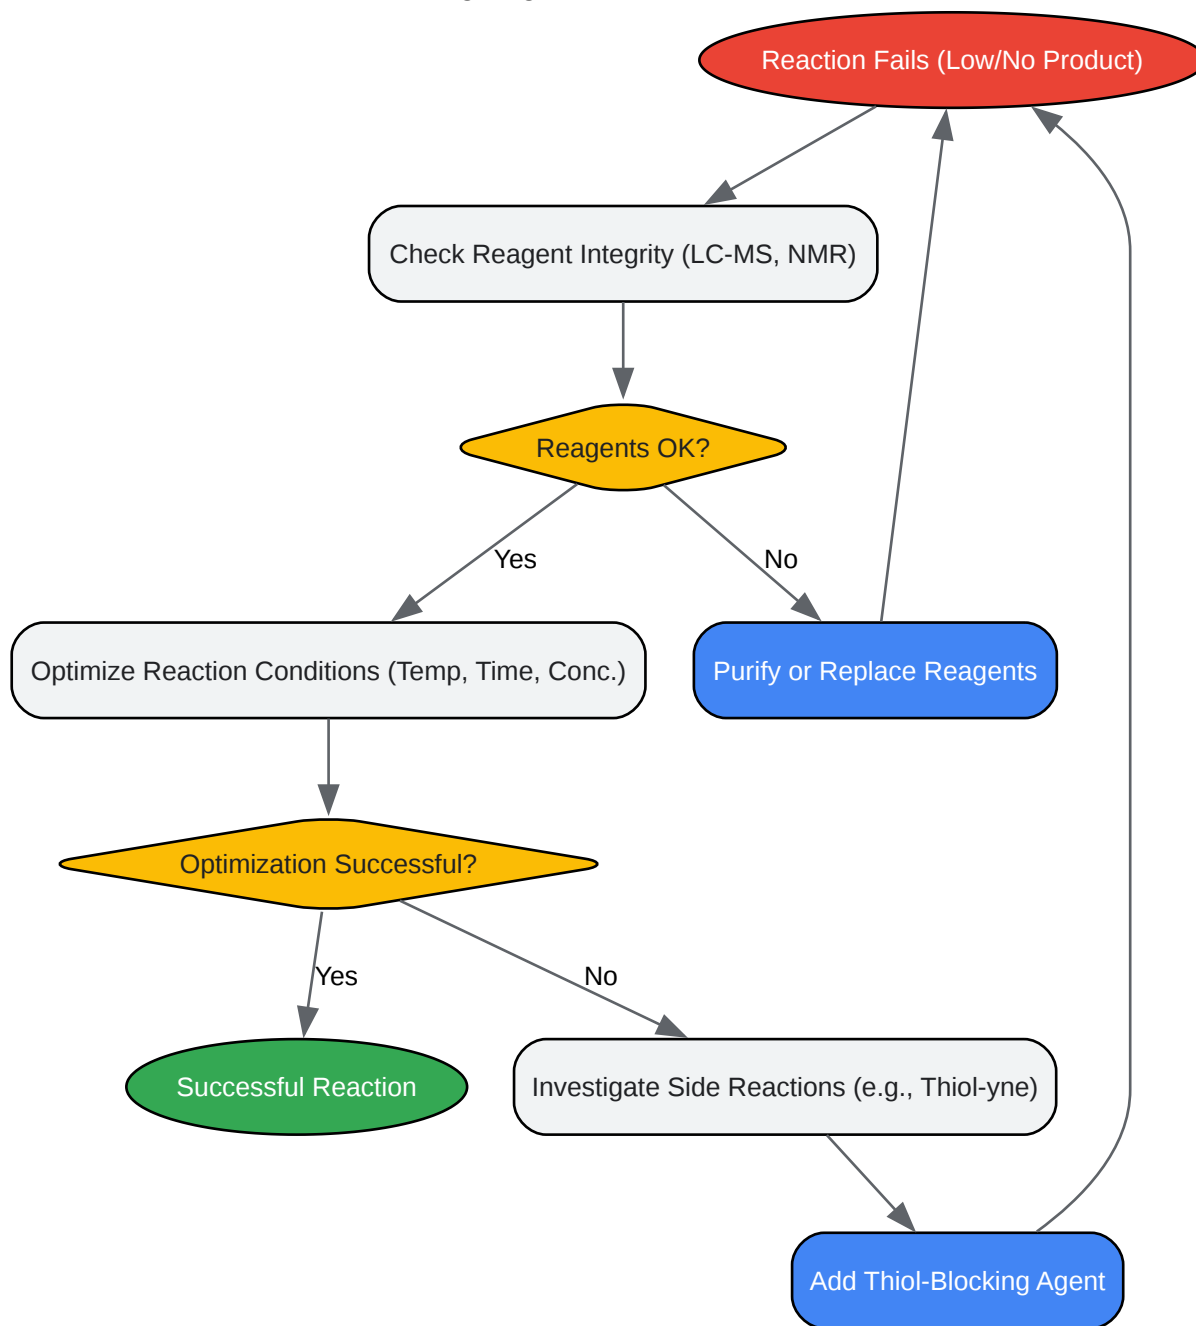 Reaction Fails (Low/No Product)
Check Reagent Integrity (LC-MS, NMR)
Reagents OK?
Yes
No
Optimize Reaction Conditions (Temp, Time, Conc.)
Purify or Replace Reagents
Optimization Successful?
Yes
No
Successful Reaction
Investigate Side Reactions (e.g., Thiol-yne)
Add Thiol-Blocking Agent